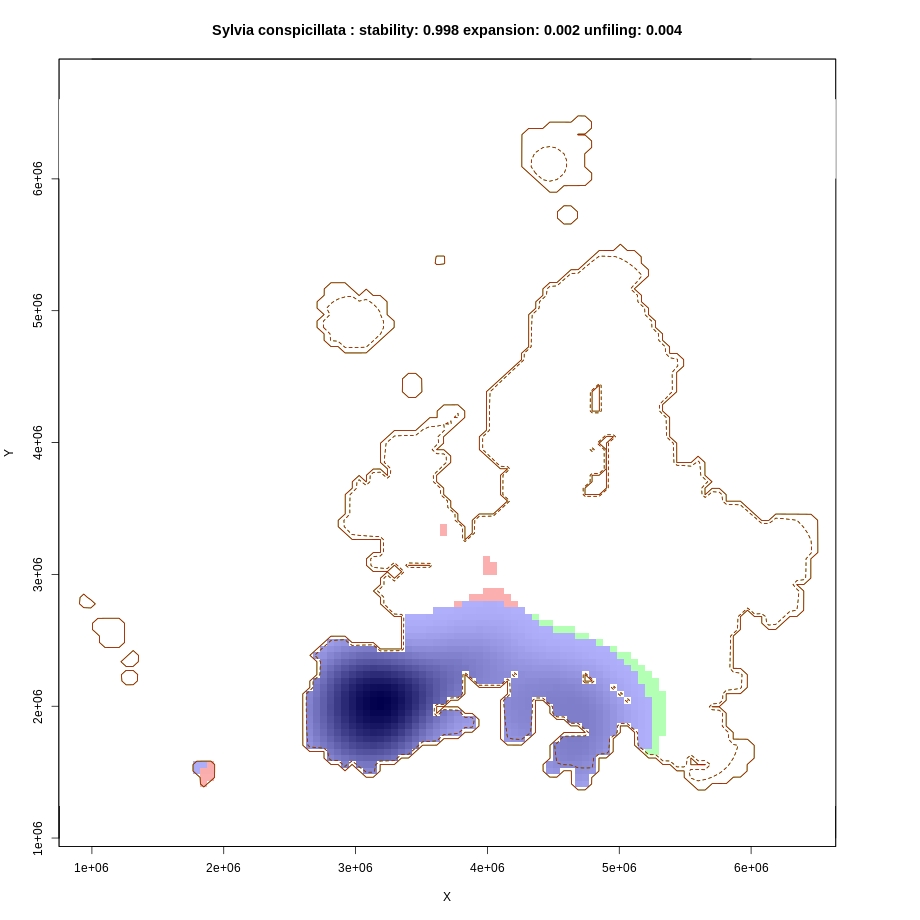 Sylvia conspicillata : stability: 0.998 expansion: 0.002 unfiling: 0.004
6e+06
5e+06
4e+06
3e+06
2e+06
1e+06
Y
1e+06 2e+06 3e+06 4e+06 5e+06 6e+06
X